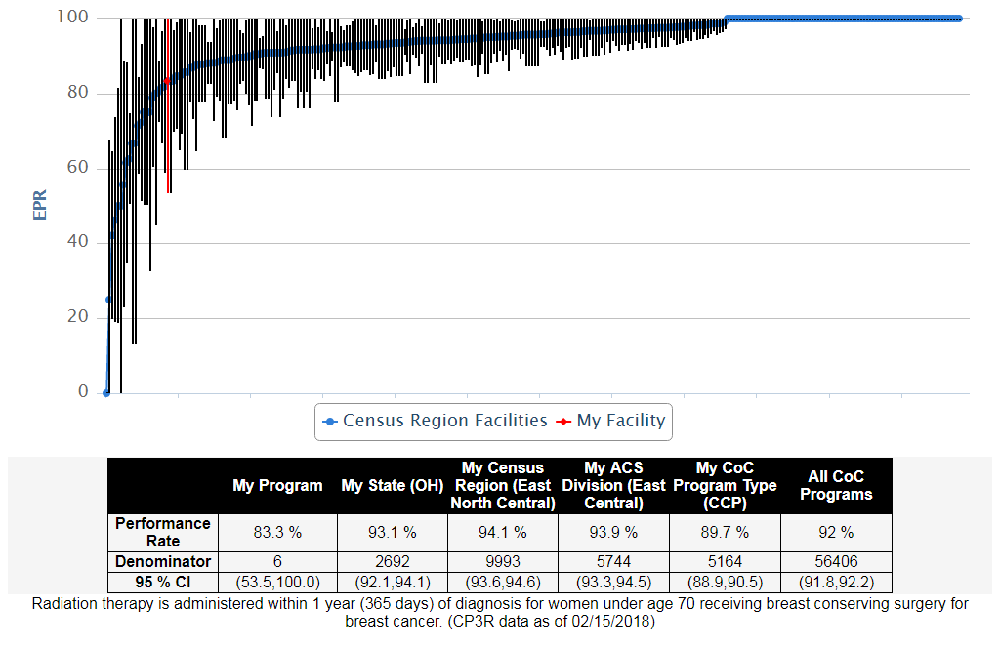 100
80
60
40
20
0
EPR
Census Region Facilities My Facility
My Program
My State (OH)
My Census Region (East North Central)
My ACS Division (East Central)
My CoC Program Type (CCP)
All CoC Programs
Performance Rate 83.3 % 93.1 % 94.1 % 93.9 % 89.7 % 92 %
Denominator 6 2692 9993 5744 5164 56406
95 % CI (53.5,100.0) (92.1,94.1) (93.6,94.6) (93.3,94.5) (88.9,90.5) (91.8,92.2)
Radiation therapy is administered within 1 year (365 days) of diagnosis for women under age 70 receiving breast conserving surgery for
breast cancer. (CP3R data as of 02/15/2018)